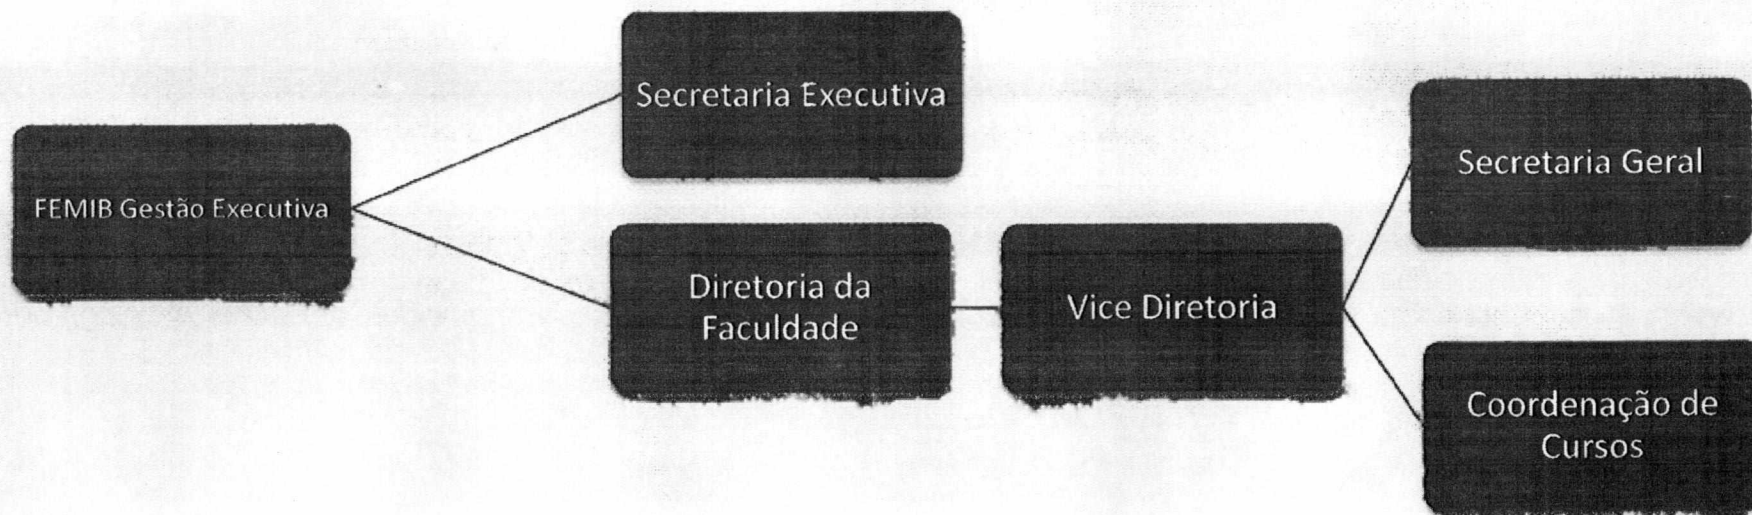 FEMIB Gestão Executiva
Secretaria Executiva
Diretoria da
Faculdade
Vice Diretoria
Secretaria Geral
Coordenação de
Cursos